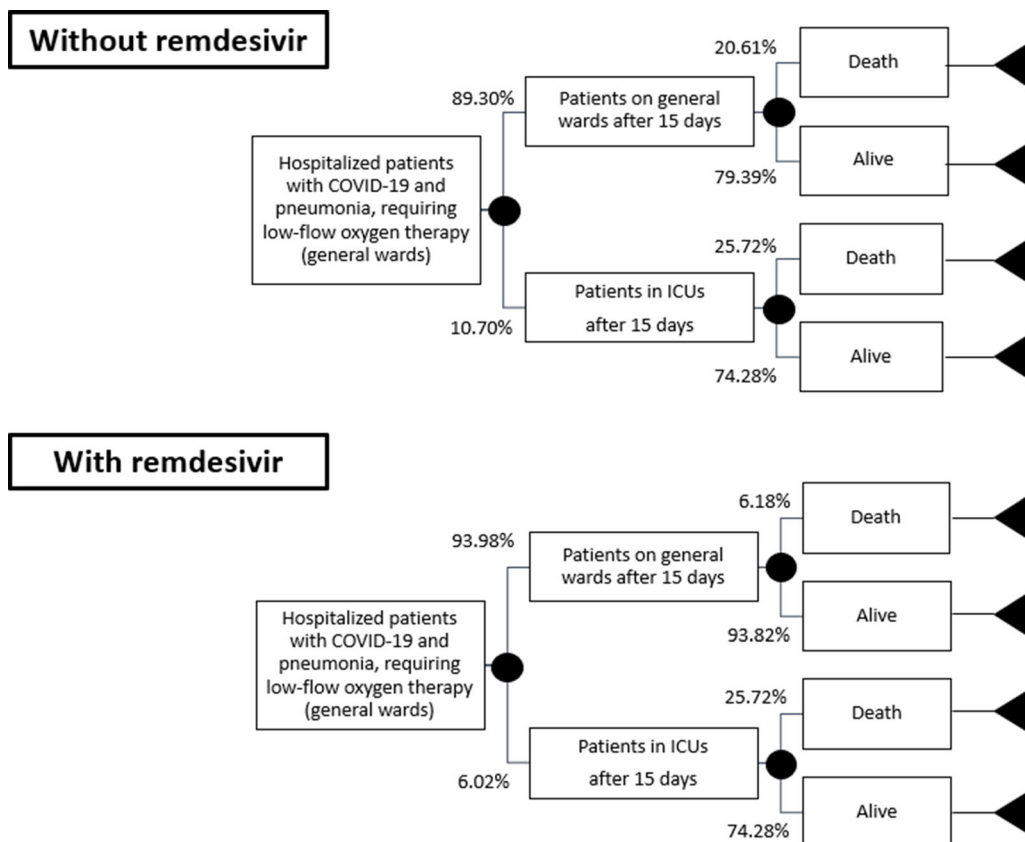 Without remdesivir
20.61%
Death
89.30%
Patients on general
wards after 15 days
Alive
79.39%
Hospitalized patients
with COVID-19 and
pneumonia, requiring
low-flow oxygen therapy
(general wards)
25.72%
Death
Patients in ICUs
after 15 days
10.70%
Alive
74.28%
With remdesivir
6.18%
Death
93.98%
Patients on general
wards after 15 days
Alive
93.82%
Hospitalized patients
with COVID-19 and
pneumonia, requiring
low-flow oxygen therapy
(general wards)
25.72%
Death
Patients in ICUs
after 15 days
6.02%
Alive
74.28%